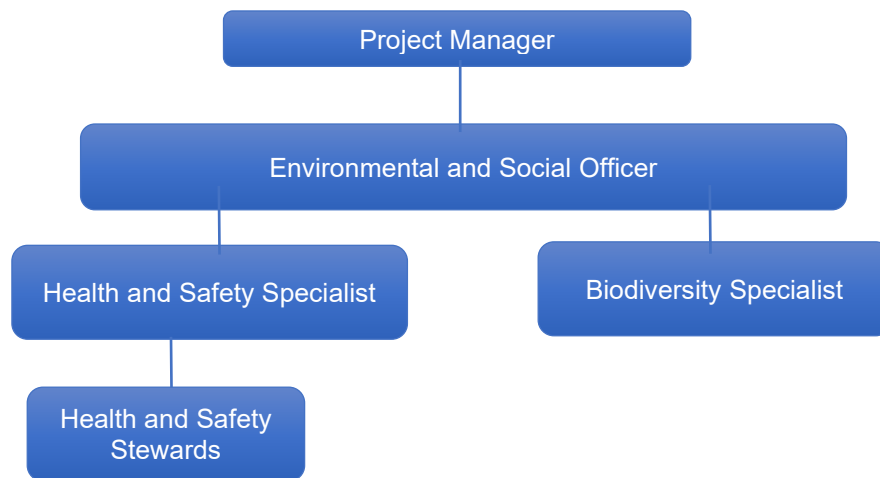 Project Manager
Environmental and Social Officer
Health and Safety Specialist
Biodiversity Specialist
Health and Safety
Stewards